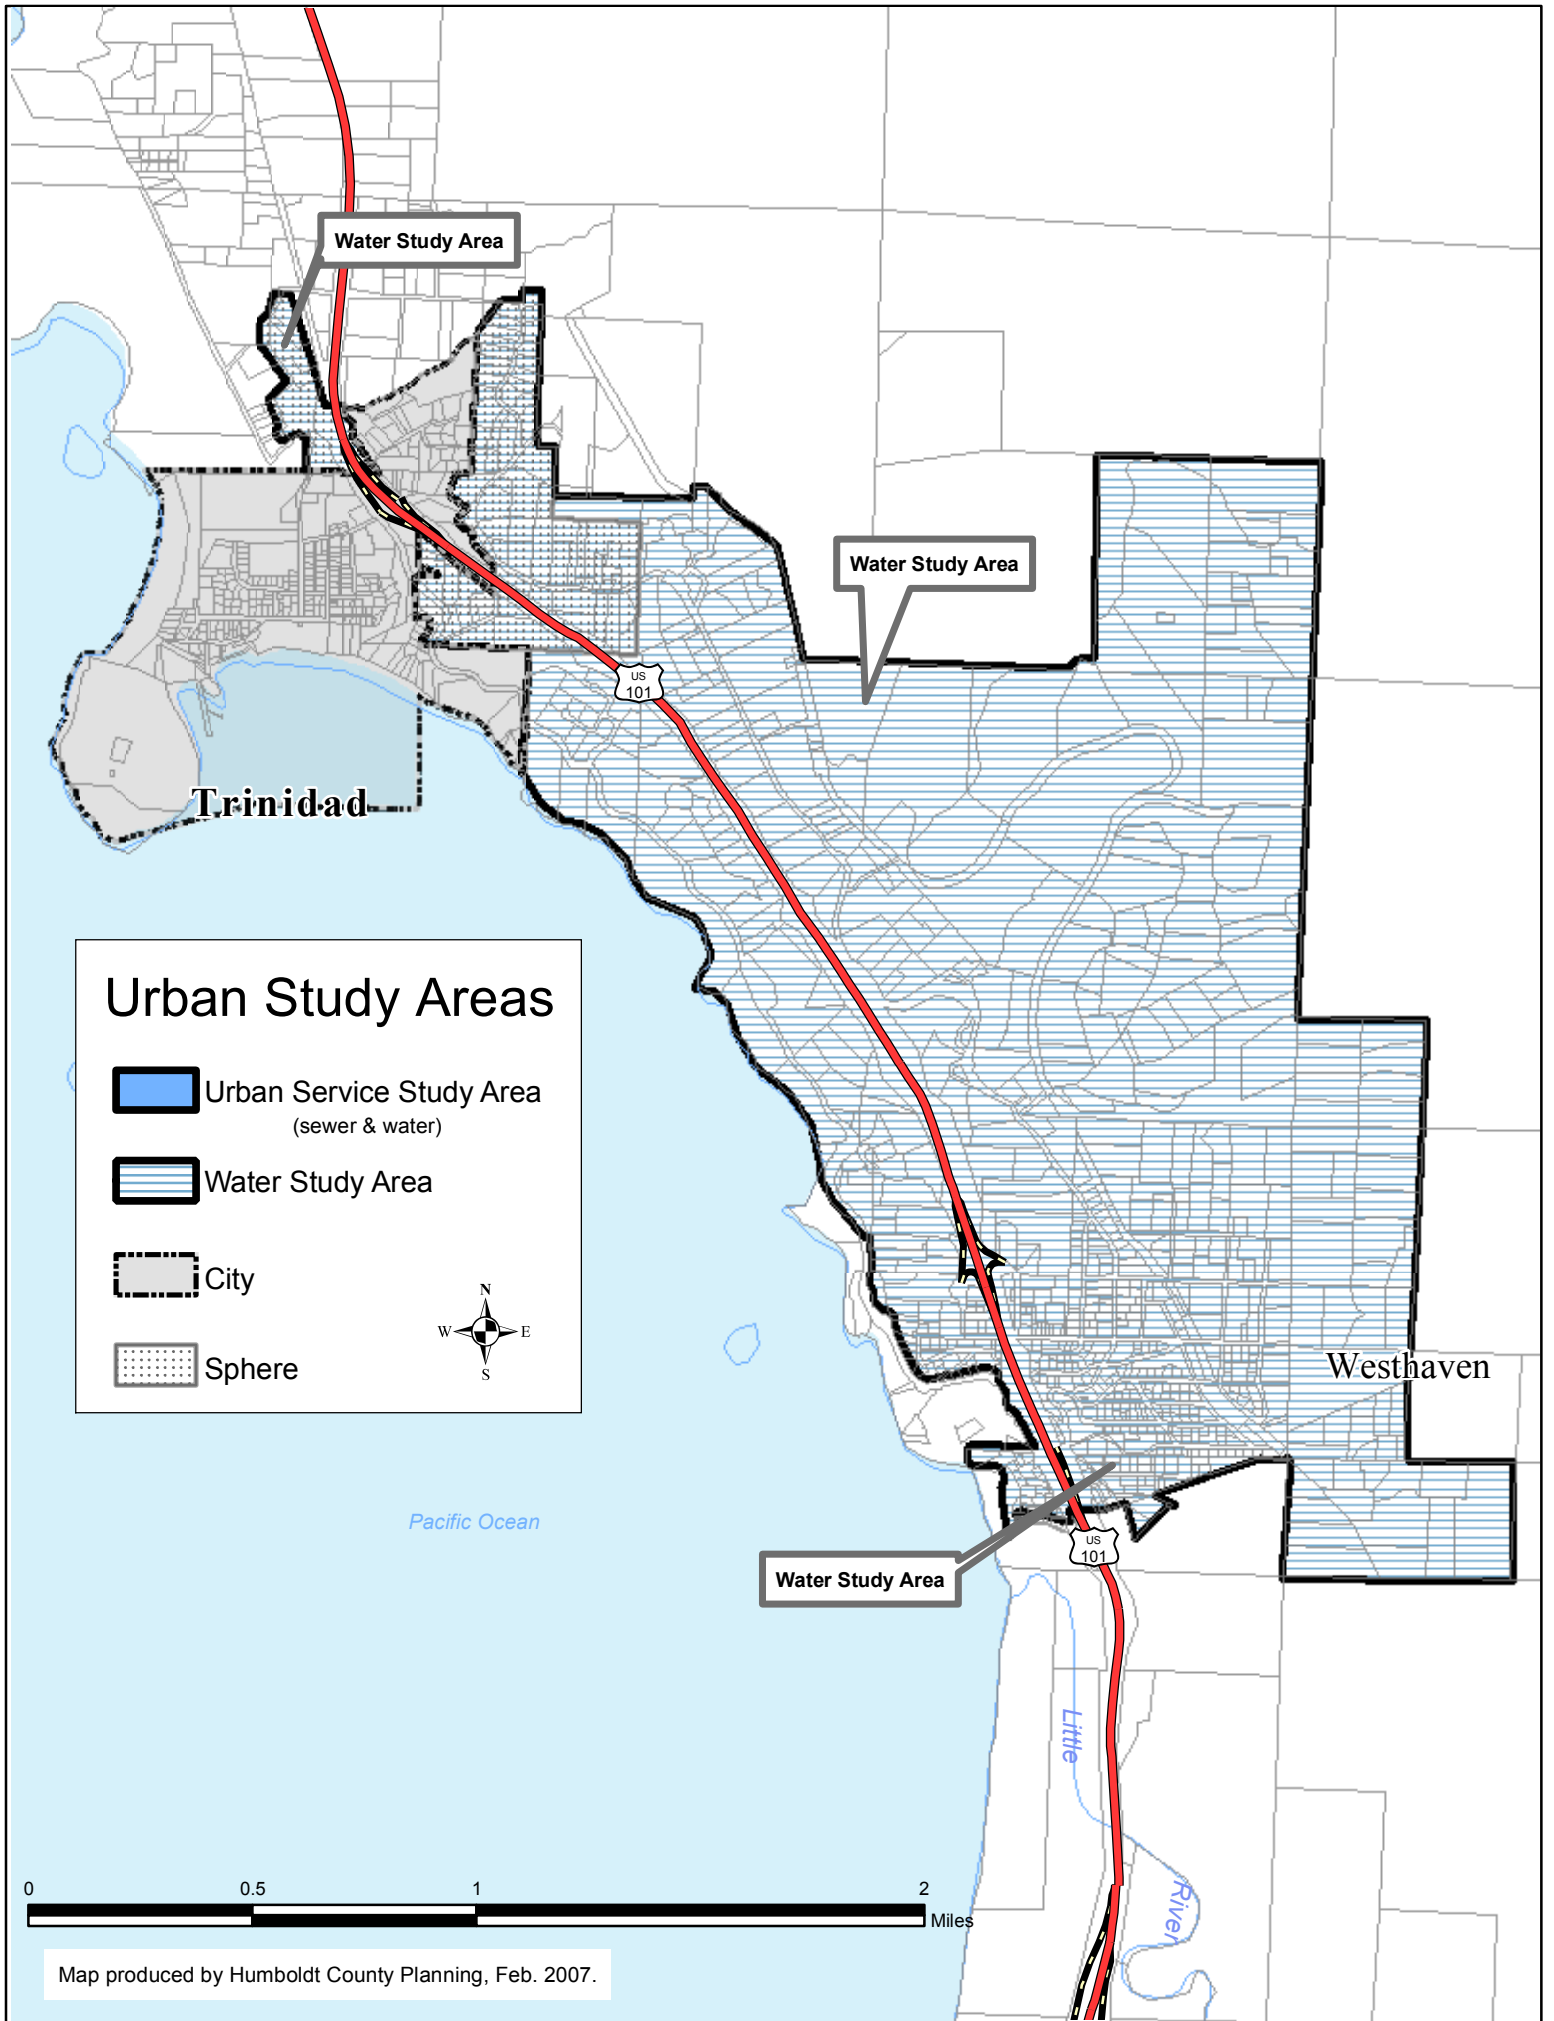 Water Study Area
Water Study Area
US
101
Trinidad
Urban Study Areas
Urban Service Study Area
(sewer & water)
Water Study Area
City
Sphere
N
W
E
S
Westhaven
Pacific Ocean
US
101
Water Study Area
Little
River
0
0.5
1
2
Miles
Map produced by Humboldt County Planning, Feb. 2007.